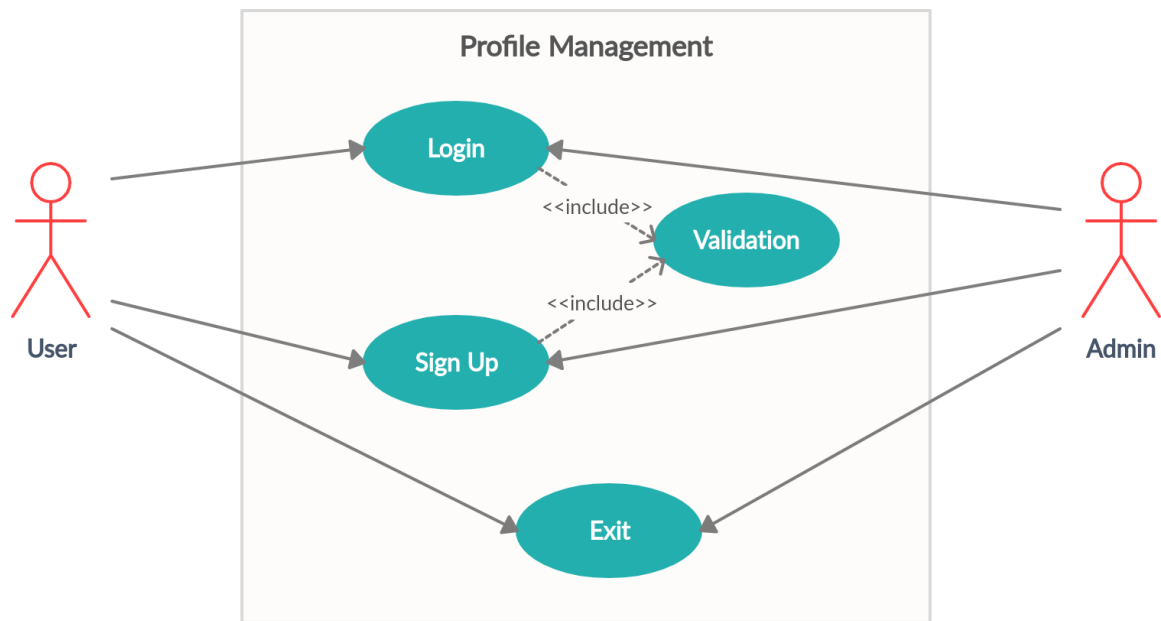 Profile Management
Login
<<include>>
Validation
<<include>>
User
Sign Up
Admin
Exit